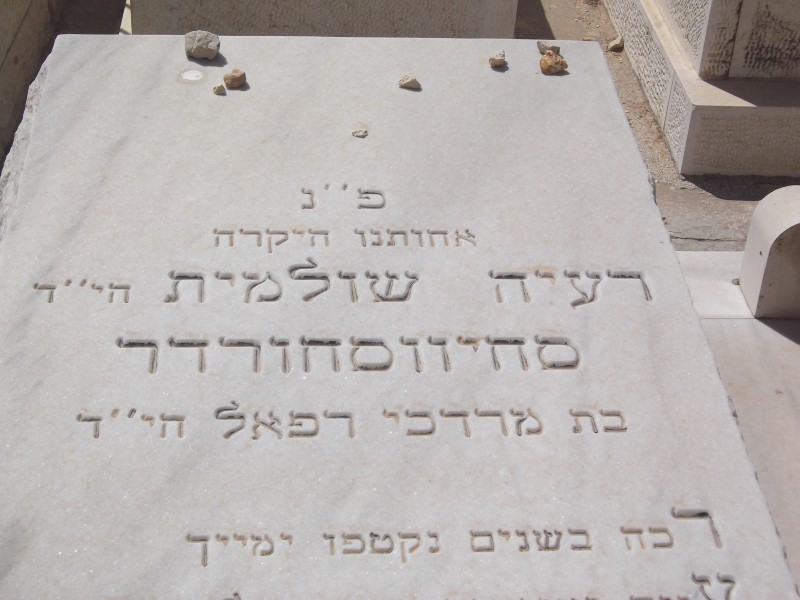 פ''נ
אחותנו היקרה
רעיה שולמית הי''ד
סחיווסחורדר
בת מרדכי רפאל הי''ד
רכה בשנים נקטפו ימייך